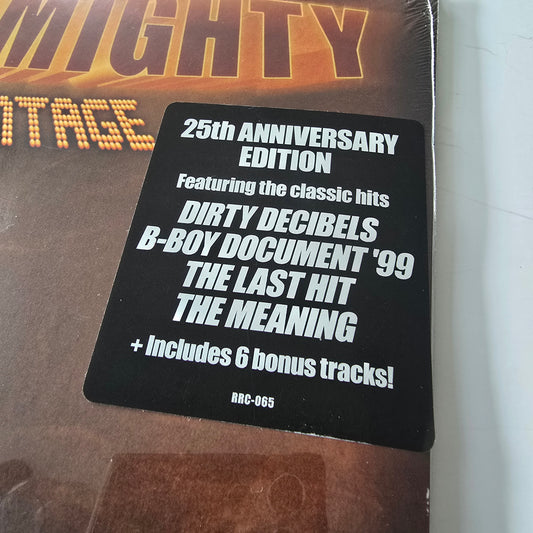 MIGHTY
25th ANNIVERSARY
EDITION
Featuring the classic hits
DIRTY DECIBELS
B-BOY DOCUMENT '99
THE LAST HIT
THE MEANING
+ Includes 6 bonus tracks!
RRC-065